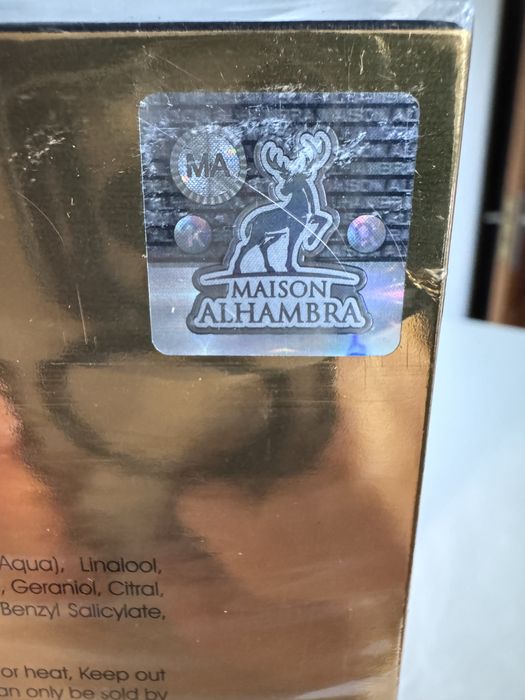 MA
R R
MAISON
ALHAMBRA
Aqua), Linalool,
, Geraniol, Citral,
Benzyl Salicylate,
or heat, Keep out
an only be sold by